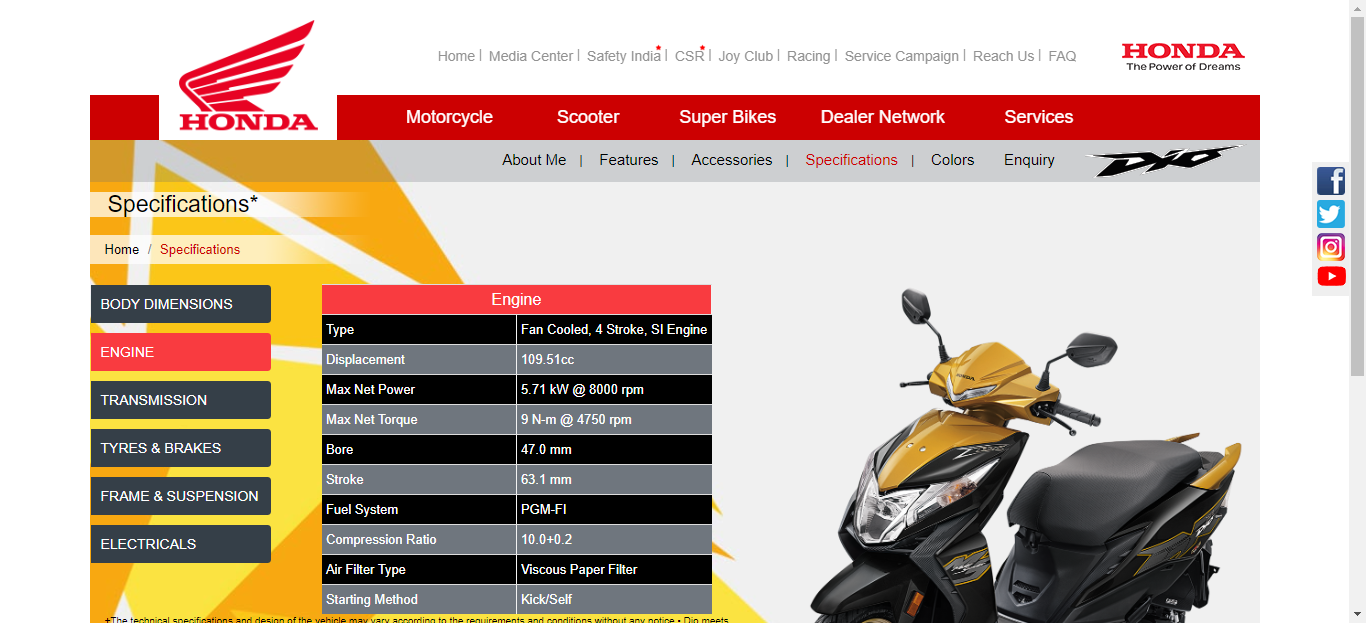 Home | Media Center | Safety India* | CSR* | Joy Club | Racing | Service Campaign | Reach Us | FAQ
HONDA
The Power of Dreams
HONDA
Motorcycle Scooter Super Bikes Dealer Network Services
About Me | Features | Accessories | Specifications | Colors Enquiry DIO
Specifications*
Home / Specifications
BODY DIMENSIONS
ENGINE
TRANSMISSION
TYRES & BRAKES
FRAME & SUSPENSION
ELECTRICALS
Engine
Type Fan Cooled, 4 Stroke, SI Engine
Displacement 109.51cc
Max Net Power 5.71 kW @ 8000 rpm
Max Net Torque 9 N-m @ 4750 rpm
Bore 47.0 mm
Stroke 63.1 mm
Fuel System PGM-FI
Compression Ratio 10.0+0.2
Air Filter Type Viscous Paper Filter
Starting Method Kick/Self
+The technical specifications and design of the vehicle may vary according to the requirements and conditions without any notice • Dio meets
HONDA